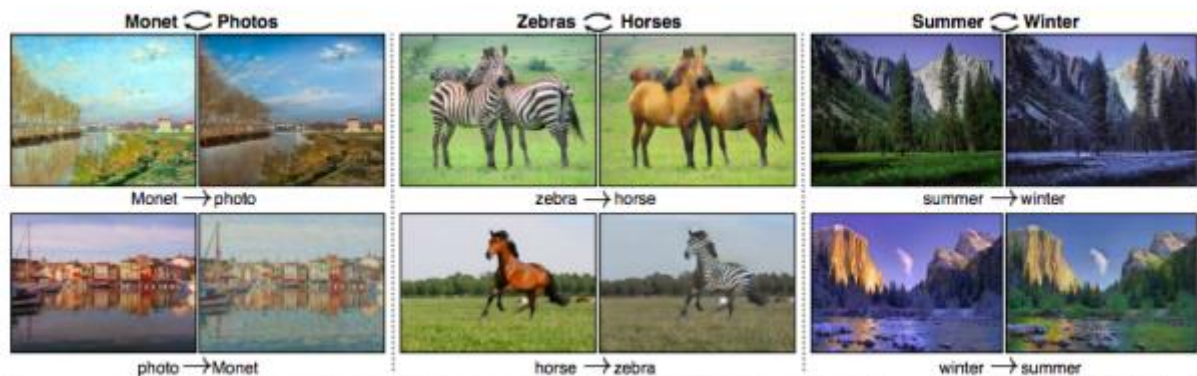 Monet Photos
Zebras Horses
Summer Winter
Monet → photo
zebra → horse
summer → winter
photo → Monet
horse → zebra
winter → summer